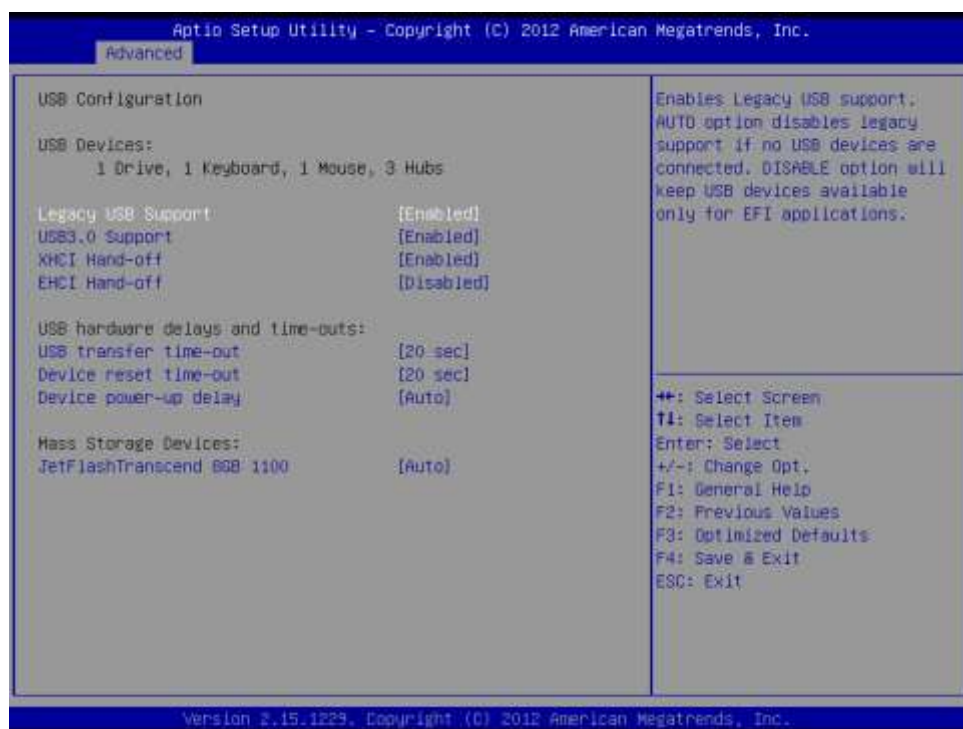 Aptio Setup Utility – Copyright (C) 2012 American Megatrends, Inc.
Advanced
USB Configuration
USB Devices:
1 Drive, 1 Keyboard, 1 Mouse, 3 Hubs
Legacy USB Support [Enabled]
USB3.0 Support [Enabled]
XHCI Hand-off [Enabled]
EHCI Hand-off [Disabled]
USB hardware delays and time-outs:
USB transfer time-out [20 sec]
Device reset time-out [20 sec]
Device power-up delay [Auto]
Mass Storage Devices:
JetFlashTranscend 8GB 1100 [Auto]
Enables Legacy USB support.
AUTO option disables legacy
support if no USB devices are
connected. DISABLE option will
keep USB devices available
only for EFI applications.
→←: Select Screen
↑↓: Select Item
Enter: Select
+/-: Change Opt.
F1: General Help
F2: Previous Values
F3: Optimized Defaults
F4: Save & Exit
ESC: Exit
Version 2.15.1229. Copyright (C) 2012 American Megatrends, Inc.